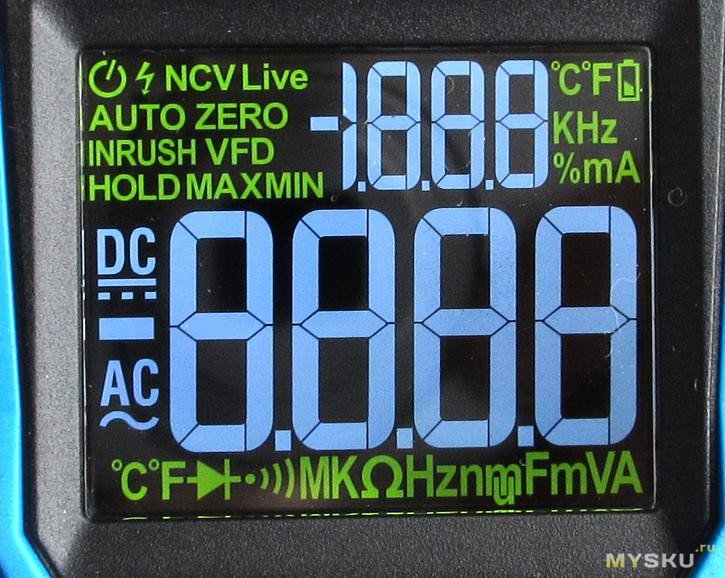 NCV Live -1.8.8.8 °C°F
AUTO ZERO KHz
INRUSH VFD %mA
HOLD MAXMIN
DC 8.8.8.8
AC
°C°F MKΩHznmµFmVA
MYSKU.ru